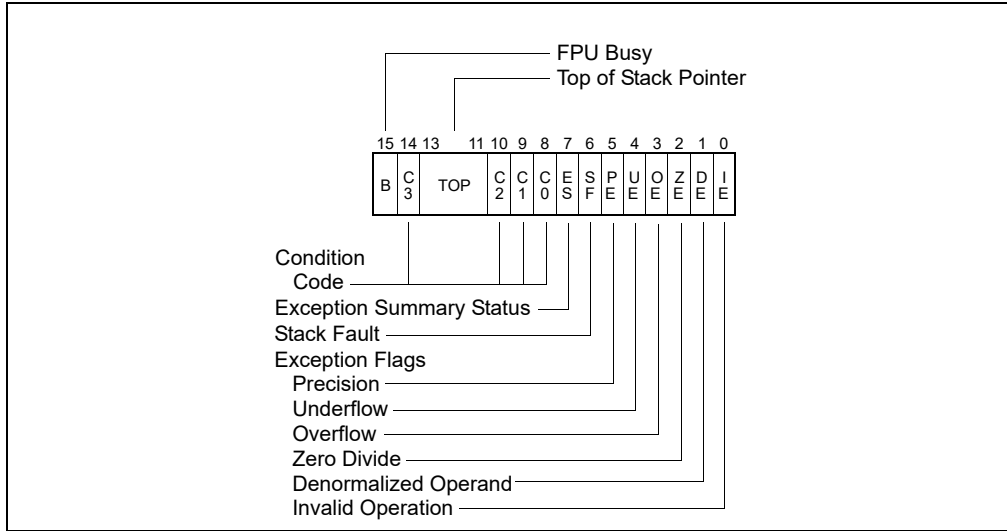 FPU Busy
Top of Stack Pointer
15 14 13 11 10 9 8 7 6 5 4 3 2 1 0
B C3 TOP C2 C1 C0 ES SF PE UE OE ZE DE IE
Condition
Code
Exception Summary Status
Stack Fault
Exception Flags
Precision
Underflow
Overflow
Zero Divide
Denormalized Operand
Invalid Operation